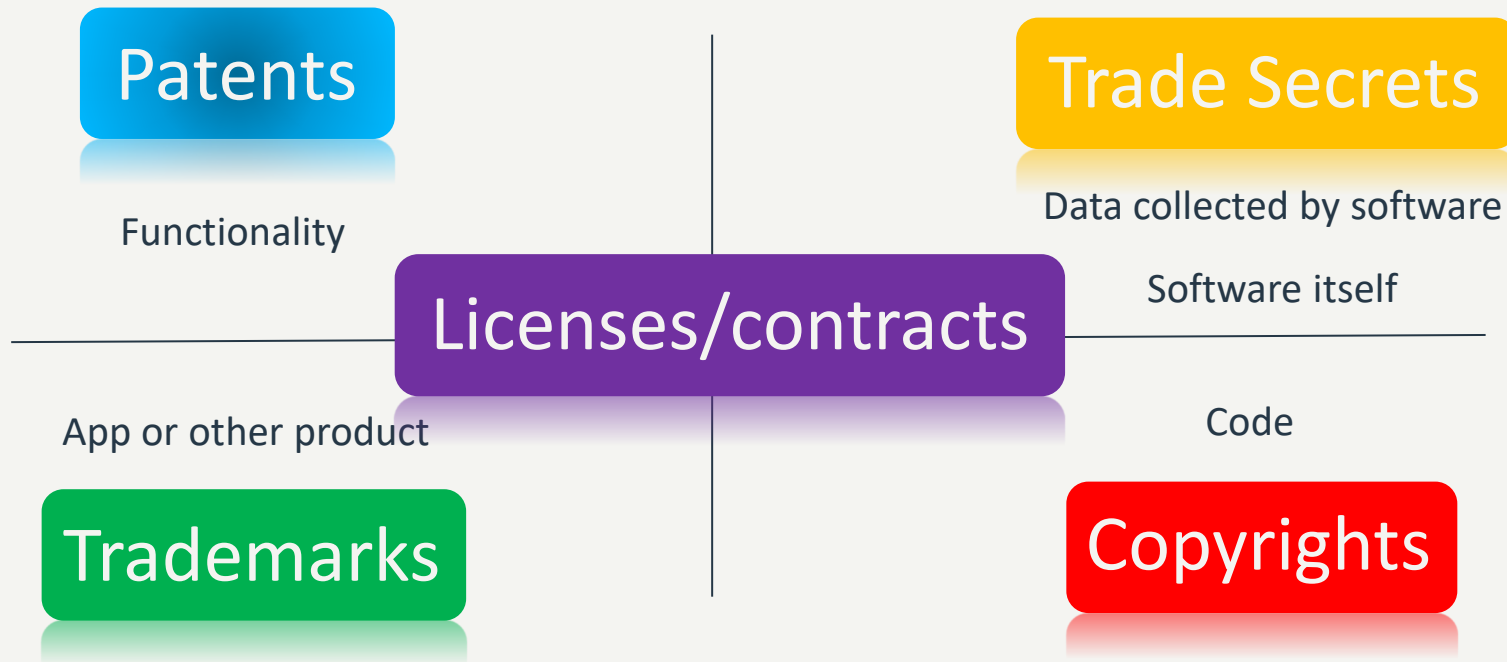 Patents
Trade Secrets
Functionality
Data collected by software
Software itself
Licenses/contracts
App or other product
Code
Trademarks
Copyrights